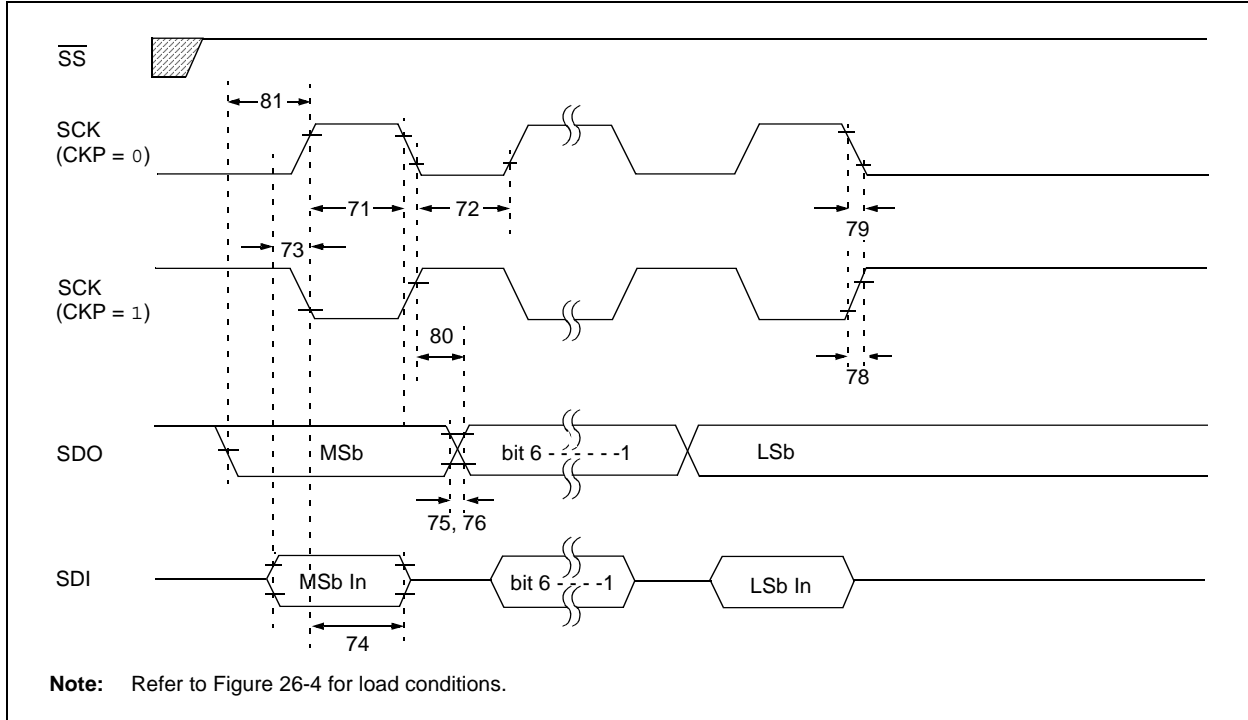 SS
81
SCK
(CKP = 0)
71
72
79
73
SCK
(CKP = 1)
80
78
SDO
MSb
bit 6 - - - - - -1
LSb
75, 76
SDI
MSb In
bit 6 - - - - -1
LSb In
74
Note: Refer to Figure 26-4 for load conditions.